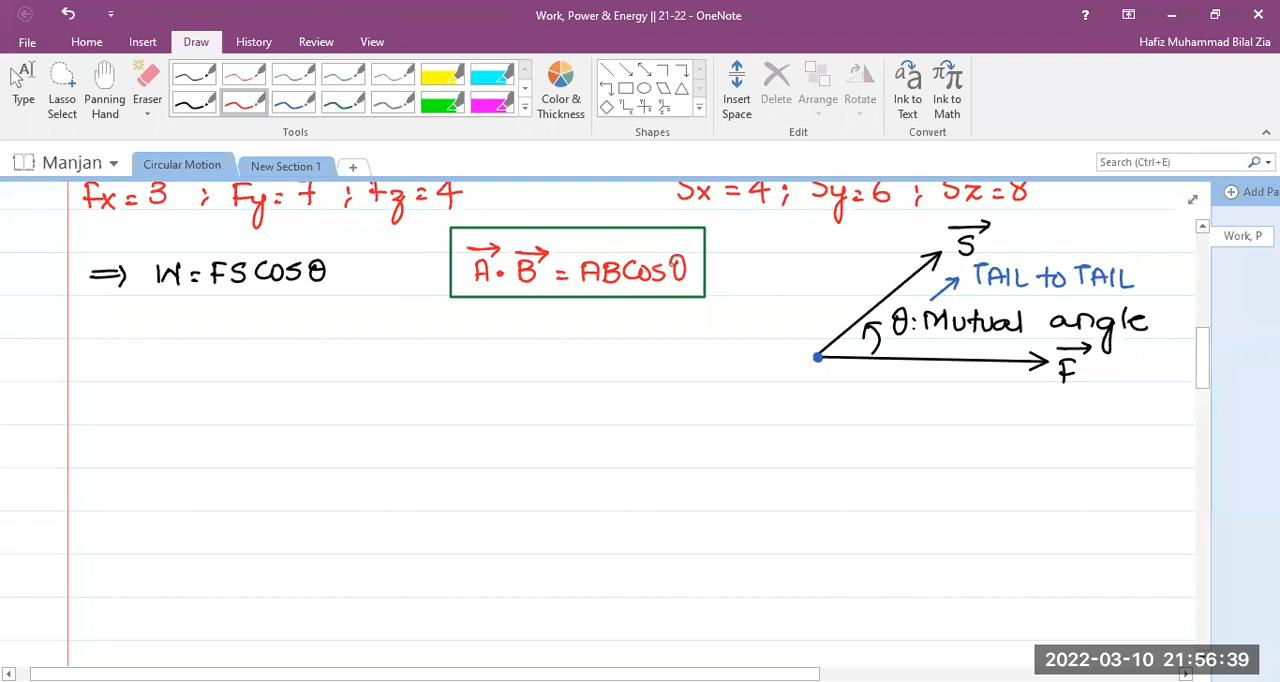 Work, Power & Energy || 21-22 - OneNote
?
Hafiz Muhammad Bilal Zia
File Home Insert Draw History Review View
Type
Lasso Select
Panning Hand
Eraser
Color & Thickness
Insert Space
Delete
Arrange
Rotate
Ink to Text
Ink to Math
Tools
Shapes
Edit
Convert
Manjan
Circular Motion
New Section 1
Search (Ctrl+E)
Add Pa
Work, P
Fx = 3 ; Fy = 7 ; Fz = 4
Sx = 4 ; Sy = 6 ; Sz = 8
⇒ W = FS COS θ
A⃗ · B⃗ = ABCOSθ
S⃗
TAIL to TAIL
θ: Mutual angle
F⃗
2022-03-10 21:56:39